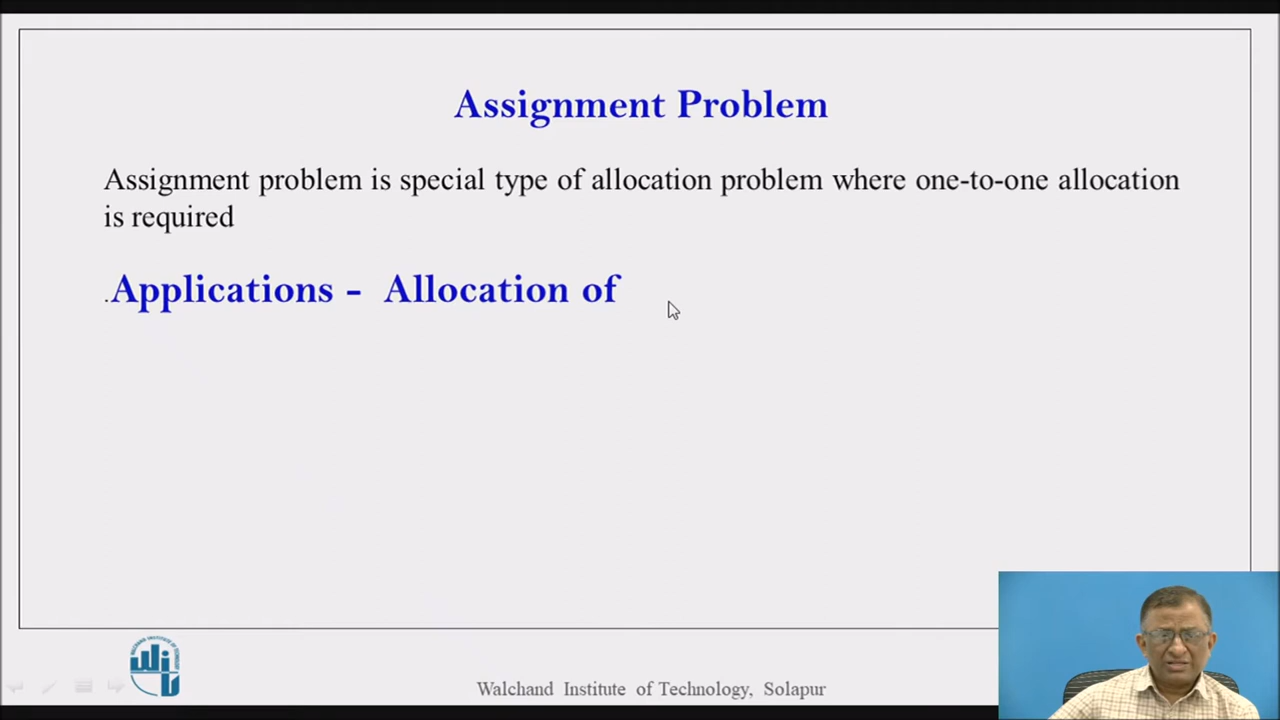 Assignment Problem
Assignment problem is special type of allocation problem where one-to-one allocation
is required
.Applications - Allocation of
Walchand Institute of Technology, Solapur